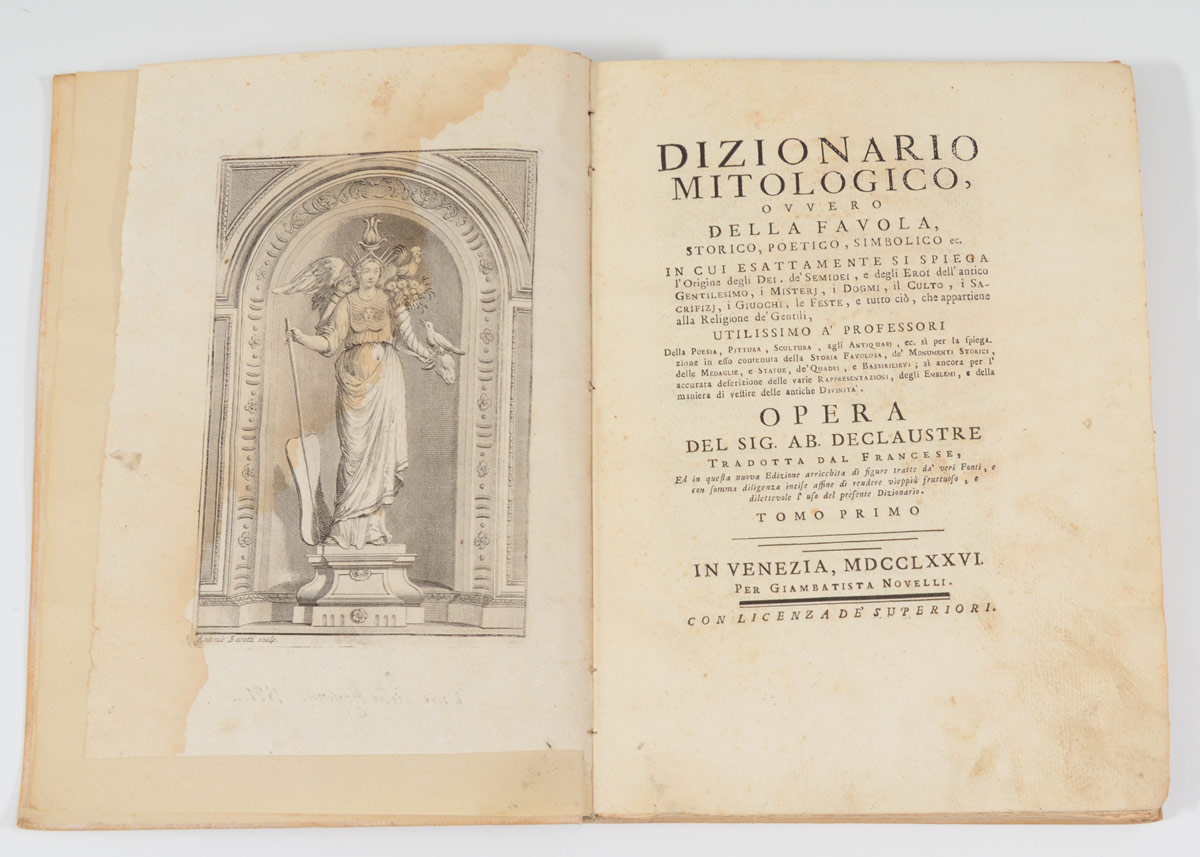 Antonio Baratti sculp.
1821
DIZIONARIO
MITOLOGICO,
OVVERO
DELLA FAVOLA,
STORICO, POETICO, SIMBOLICO ec.
IN CUI ESATTAMENTE SI SPIEGA
l'Origine degli DEI, de' SEMIDEI, e degli EROI dell'antico
GENTILESIMO, i MISTERJ, i DOGMI, il CULTO, i SA-
CRIFIZJ, i GIUOCHI, le FESTE, e tutto ciò, che appartiene
alla Religione de' Gentili,
UTILISSIMO A' PROFESSORI
Della POESIA, PITTURA, SCULTURA, agli ANTIQUARJ, ec. sì per la spiega.
zione in esso contenuta della STORIA FAVOLOSA, de' MONUMENTI STORICI,
delle MEDAGLIE, e STATUE, de' QUADRI, e BASSIRILIEVI; sì ancora per l'
accurata descrizione delle varie RAPPRESENTAZIONI, degli EMBLEMI, e della
maniera di vestire delle antiche DIVINITA'.
OPERA
DEL SIG. AB. DECLAUSTRE
TRADOTTA DAL FRANCESE,
Ed in questa nuova Edizione arricchita di figure tratte da' veri Fonti, e
con somma diligenza incise affine di rendere vieppiù fruttuoso, e
dilettevole l' uso del presente Dizionario.
TOMO PRIMO
IN VENEZIA, MDCCLXXVI.
PER GIAMBATISTA NOVELLI.
CON LICENZA DE' SUPERIORI.